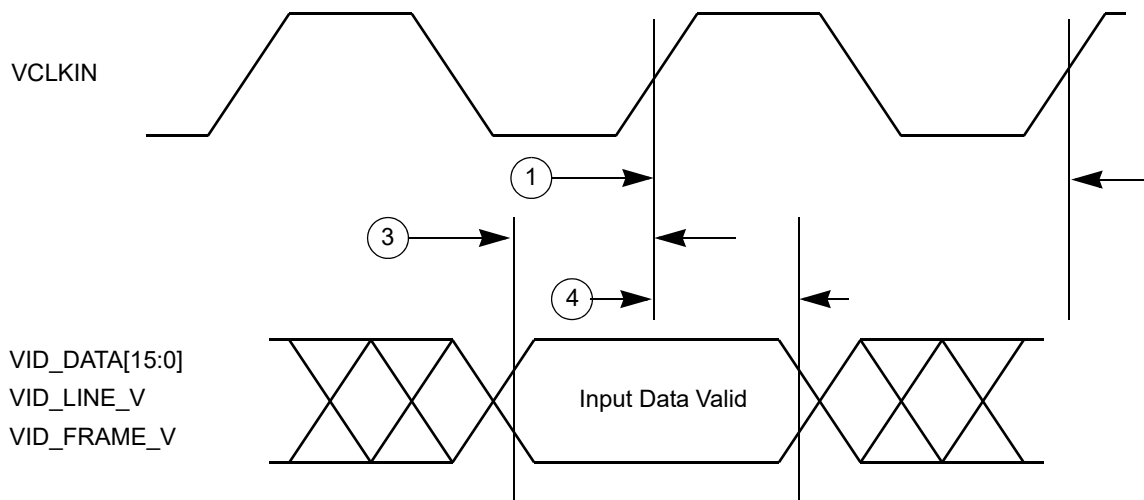 VCLKIN
1
3
4
VID_DATA[15:0]
VID_LINE_V
Input Data Valid
VID_FRAME_V